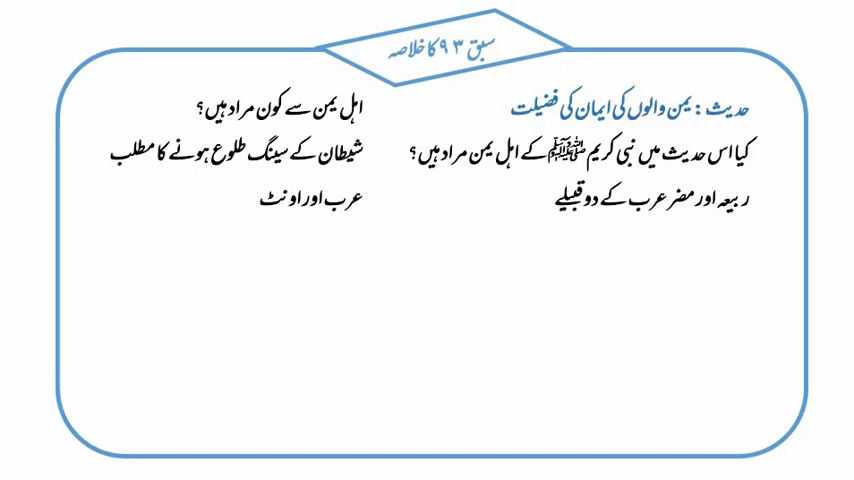 سبق ۹۳ کا خلاصہ
حدیث : یمن والوں کی ایمان کی فضیلت
اہل یمن سے کون مراد ہیں؟
کیا اس حدیث میں نبی کریم ﷺ کے اہل یمن مراد ہیں؟
شیطان کے سینگ طلوع ہونے کا مطلب
ربیعہ اور مضر عرب کے دو قبیلے
عرب اور اونٹ